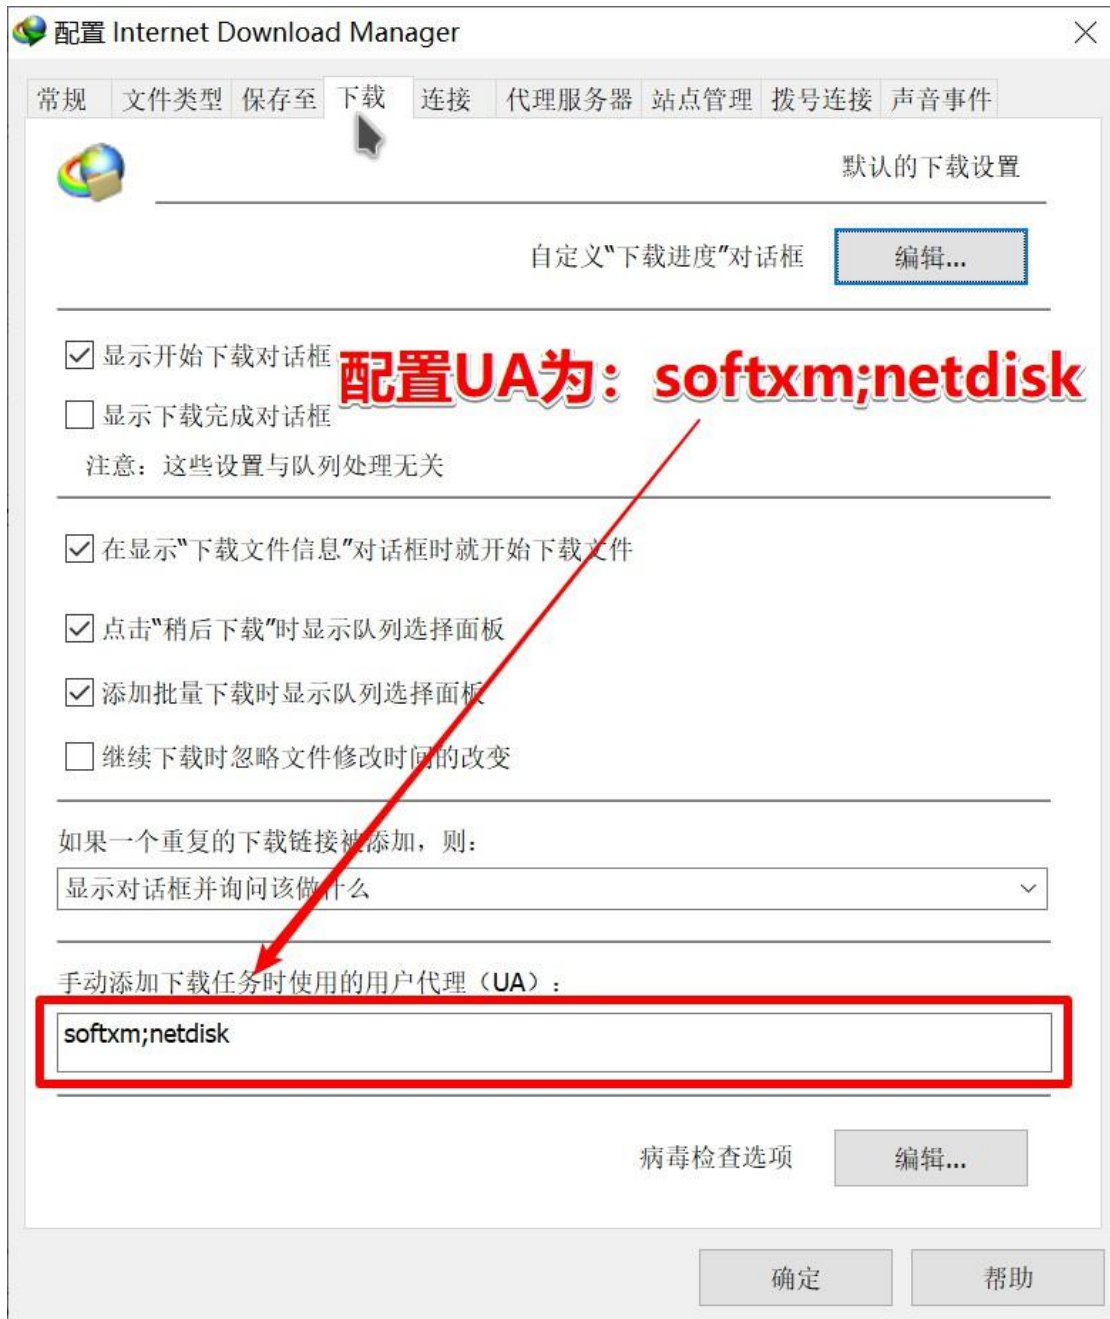 配置 Internet Download Manager
常规 文件类型 保存至 下载 连接 代理服务器 站点管理 拨号连接 声音事件
默认的下载设置
自定义“下载进度”对话框 编辑...
显示开始下载对话框
配置UA为：softxm;netdisk
显示下载完成对话框
注意：这些设置与队列处理无关
在显示“下载文件信息”对话框时就开始下载文件
点击“稍后下载”时显示队列选择面板
添加批量下载时显示队列选择面板
继续下载时忽略文件修改时间的改变
如果一个重复的下载链接被添加，则：
显示对话框并询问该做什么
手动添加下载任务时使用的用户代理（UA）：
softxm;netdisk
病毒检查选项 编辑...
确定 帮助